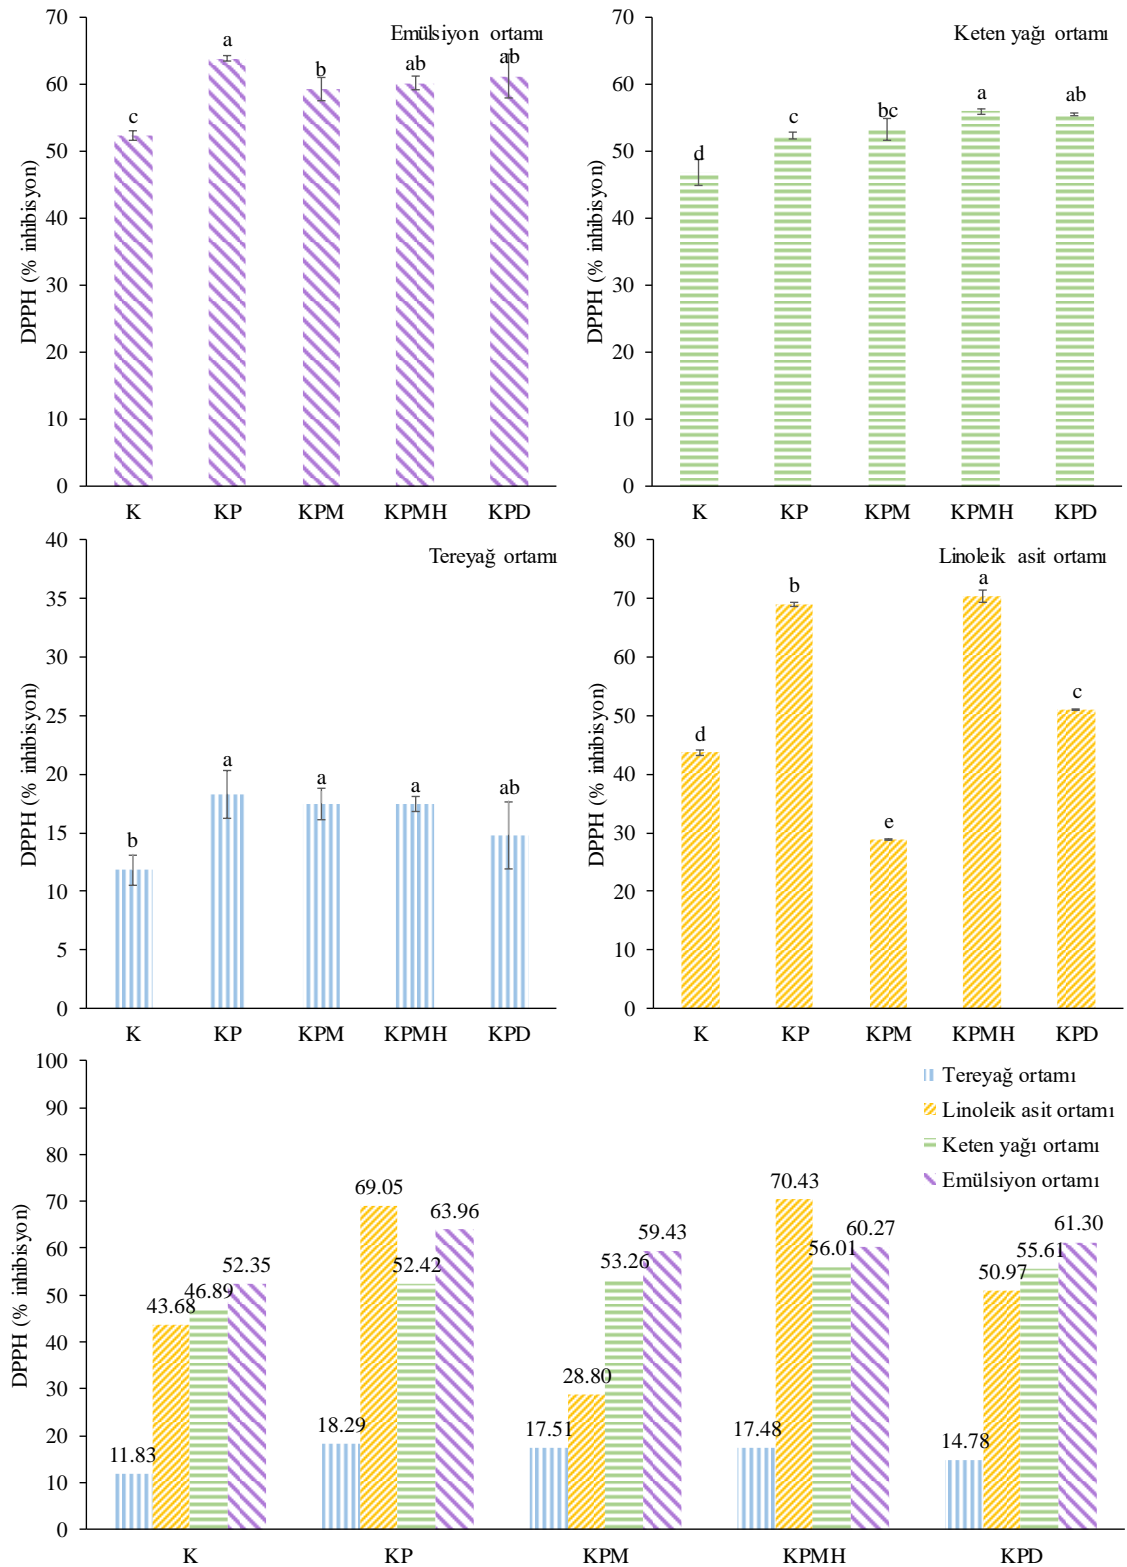 Emülsiyon ortamı
DPPH (% inhibisyon)
70
60
50
40
30
20
10
0
c
a
b
ab
ab
K KP KPM KPMH KPD
Keten yağı ortamı
DPPH (% inhibisyon)
70
60
50
40
30
20
10
0
d
c
bc
a
ab
K KP KPM KPMH KPD
Tereyağ ortamı
DPPH (% inhibisyon)
40
35
30
25
20
15
10
5
0
b
a
a
a
ab
K KP KPM KPMH KPD
Linoleik asit ortamı
DPPH (% inhibisyon)
80
70
60
50
40
30
20
10
0
d
b
e
a
c
K KP KPM KPMH KPD
DPPH (% inhibisyon)
100
90
80
70
60
50
40
30
20
10
0
Tereyağ ortamı
Linoleik asit ortamı
Keten yağı ortamı
Emülsiyon ortamı
11.83 43.68 46.89 52.35
18.29 69.05 52.42 63.96
17.51 28.80 53.26 59.43
17.48 70.43 56.01 60.27
14.78 50.97 55.61 61.30
K KP KPM KPMH KPD